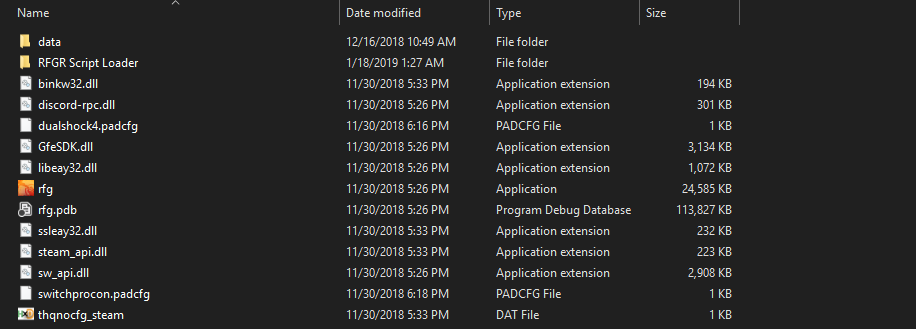 Name Date modified Type Size
data 12/16/2018 10:49 AM File folder
RFGR Script Loader 1/18/2019 1:27 AM File folder
binkw32.dll 11/30/2018 5:33 PM Application extension 194 KB
discord-rpc.dll 11/30/2018 5:26 PM Application extension 301 KB
dualshock4.padcfg 11/30/2018 6:16 PM PADCFG File 1 KB
GfeSDK.dll 11/30/2018 5:26 PM Application extension 3,134 KB
libeay32.dll 11/30/2018 5:26 PM Application extension 1,072 KB
rfg 11/30/2018 5:26 PM Application 24,585 KB
rfg.pdb 11/30/2018 5:26 PM Program Debug Database 113,827 KB
ssleay32.dll 11/30/2018 5:33 PM Application extension 232 KB
steam_api.dll 11/30/2018 5:33 PM Application extension 223 KB
sw_api.dll 11/30/2018 5:26 PM Application extension 2,908 KB
switchprocon.padcfg 11/30/2018 6:18 PM PADCFG File 1 KB
thqnocfg_steam 11/30/2018 5:33 PM DAT File 1 KB